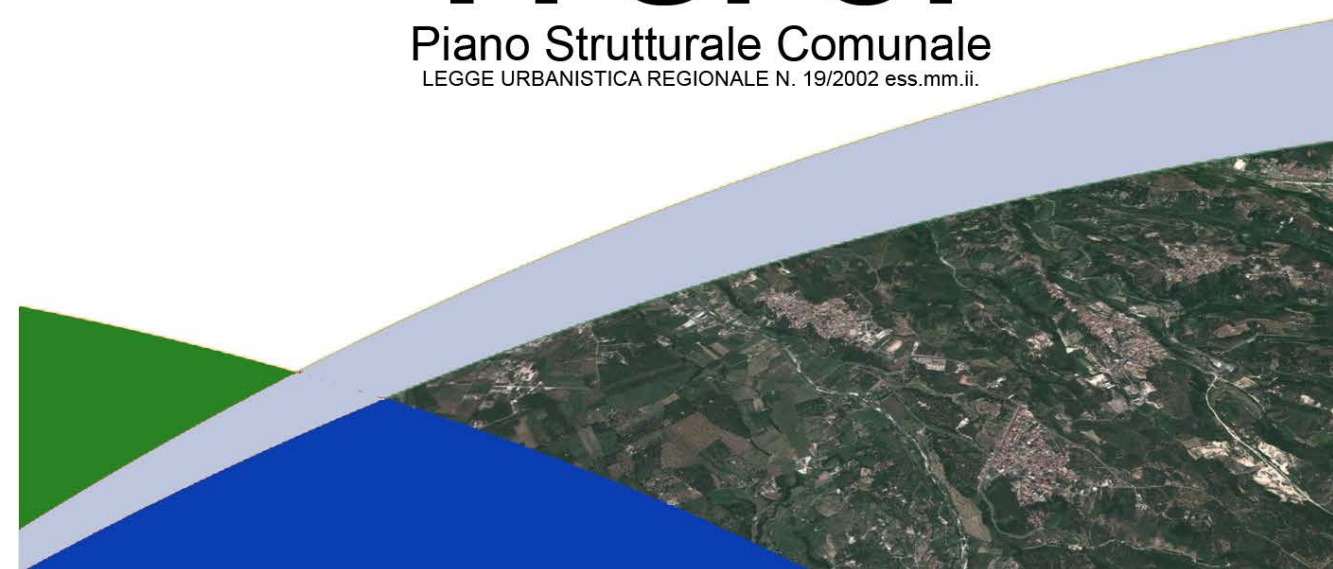 Piano Strutturale Comunale
LEGGE URBANISTICA REGIONALE N. 19/2002 ess.mm.ii.